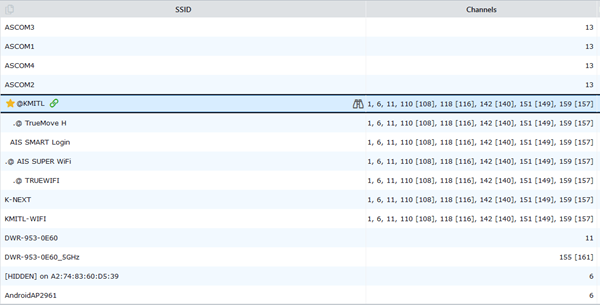 SSID Channels
ASCOM3 13
ASCOM1 13
ASCOM4 13
ASCOM2 13
@KMITL 1, 6, 11, 110 [108], 118 [116], 142 [140], 151 [149], 159 [157]
.@ TrueMove H 1, 6, 11, 110 [108], 118 [116], 142 [140], 151 [149], 159 [157]
AIS SMART Login 1, 6, 11, 110 [108], 118 [116], 142 [140], 151 [149], 159 [157]
.@ AIS SUPER WiFi 1, 6, 11, 110 [108], 118 [116], 142 [140], 151 [149], 159 [157]
.@ TRUEWIFI 1, 6, 11, 110 [108], 118 [116], 142 [140], 151 [149], 159 [157]
K-NEXT 1, 6, 11, 110 [108], 118 [116], 142 [140], 151 [149], 159 [157]
KMITL-WIFI 1, 6, 11, 110 [108], 118 [116], 142 [140], 151 [149], 159 [157]
DWR-953-0E60 11
DWR-953-0E60_5GHz 155 [161]
[HIDDEN] on A2:74:83:60:D5:39 6
AndroidAP2961 6